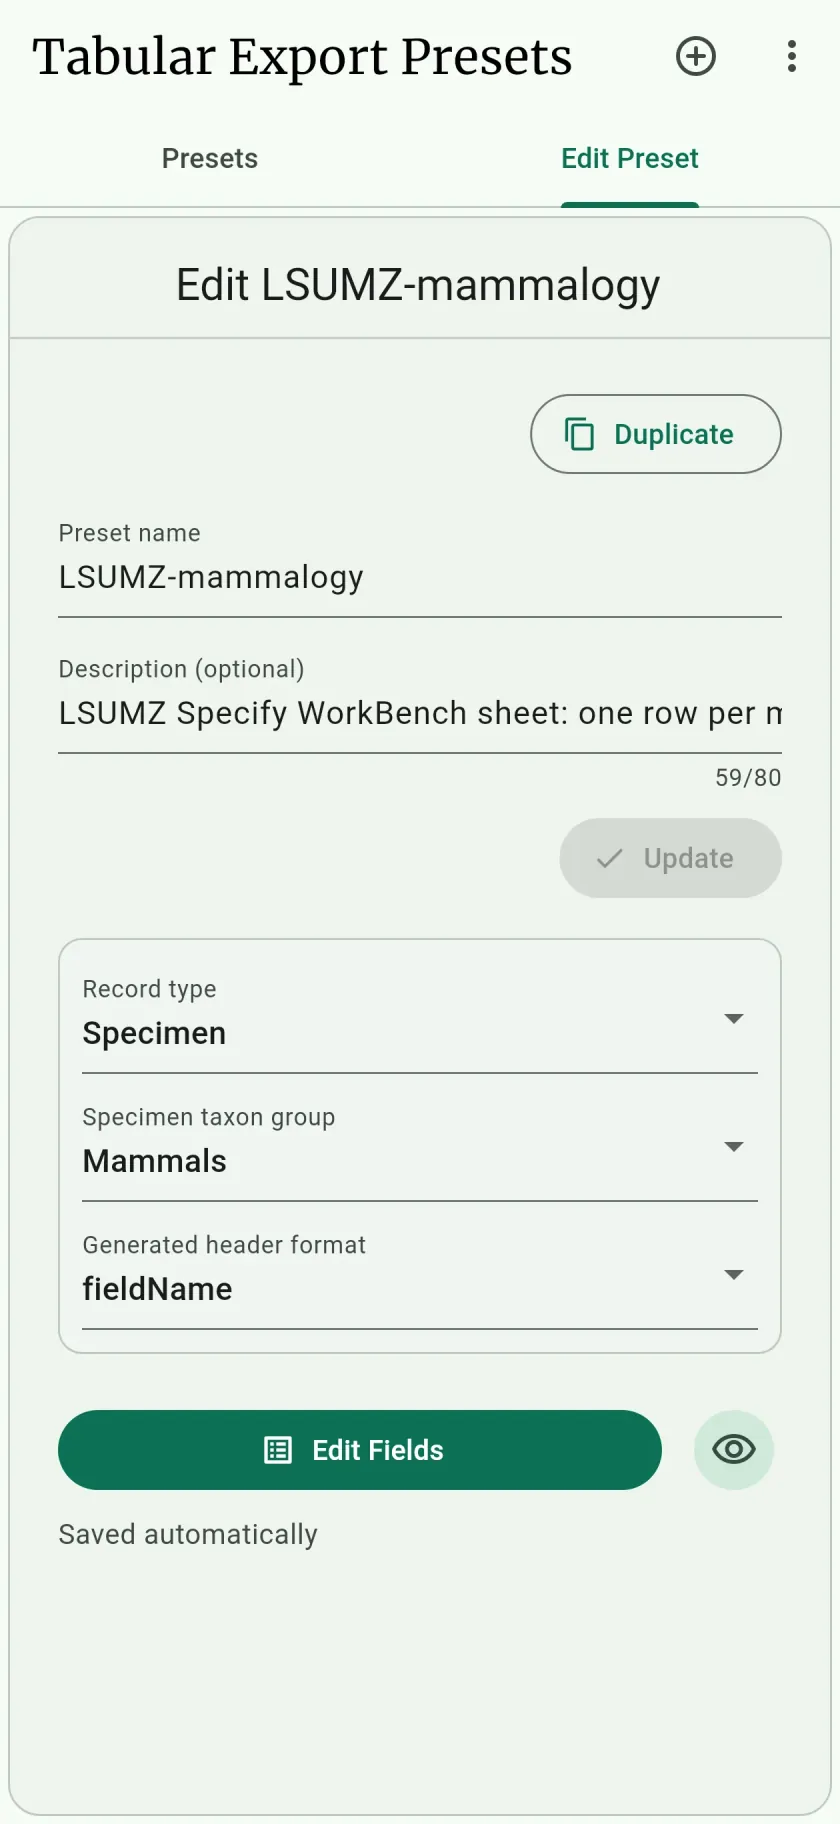 Tabular Export Presets
Presets
Edit Preset
Edit LSUMZ-mammalogy
Duplicate
Preset name
LSUMZ-mammalogy
Description (optional)
LSUMZ Specify WorkBench sheet: one row per
59/80
Update
Record type
Specimen
Specimen taxon group
Mammals
Generated header format
fieldName
Edit Fields
Saved automatically